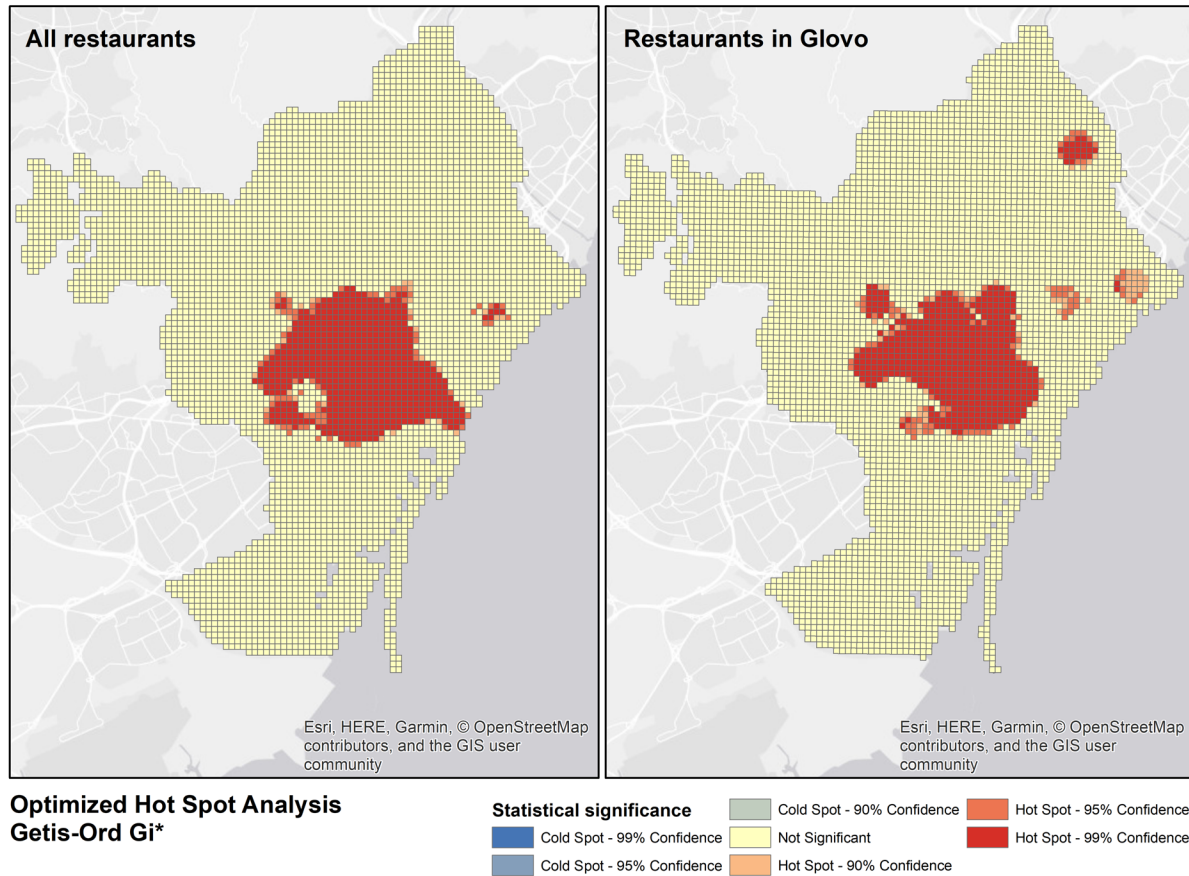 All restaurants
Restaurants in Glovo
Esri, HERE, Garmin, © OpenStreetMap
contributors, and the GIS user
community
Esri, HERE, Garmin, © OpenStreetMap
contributors, and the GIS user
community
Optimized Hot Spot Analysis
Getis-Ord Gi*
Statistical significance
Cold Spot - 99% Confidence
Cold Spot - 95% Confidence
Cold Spot - 90% Confidence
Not Significant
Hot Spot - 90% Confidence
Hot Spot - 95% Confidence
Hot Spot - 99% Confidence